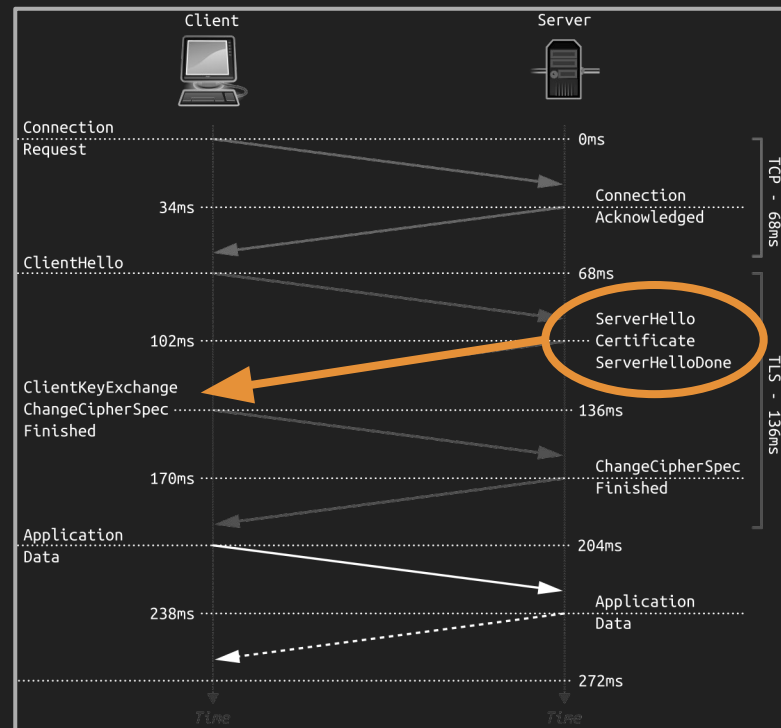 Client
Server
Connection
Request
0ms
34ms
Connection
Acknowledged
TCP - 68ms
ClientHello
68ms
ServerHello
102ms
Certificate
ServerHelloDone
TLS - 136ms
ClientKeyExchange
ChangeCipherSpec
136ms
Finished
ChangeCipherSpec
170ms
Finished
Application
Data
204ms
Application
238ms
Data
272ms
Time
Time